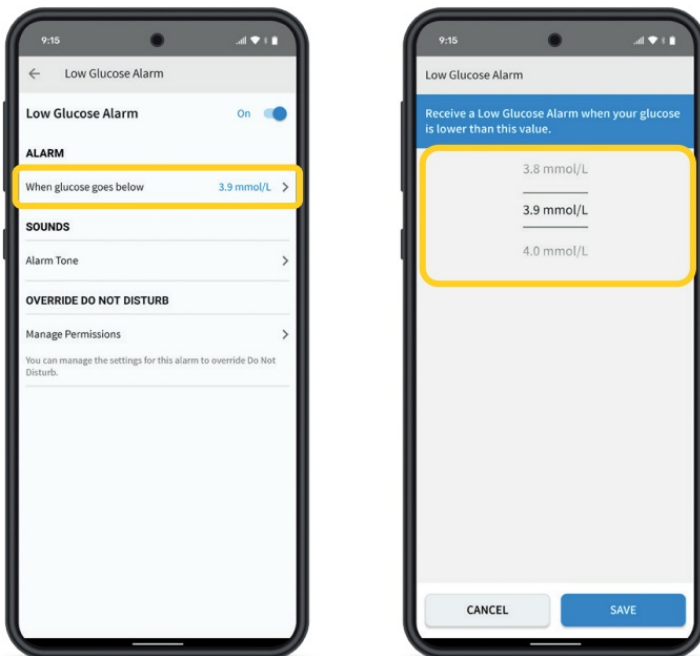 9:15
Low Glucose Alarm
Low Glucose Alarm On
ALARM
When glucose goes below 3.9 mmol/L
SOUNDS
Alarm Tone
OVERRIDE DO NOT DISTURB
Manage Permissions
You can manage the settings for this alarm to override Do Not
Disturb.
9:15
Low Glucose Alarm
Receive a Low Glucose Alarm when your glucose
is lower than this value.
3.8 mmol/L
3.9 mmol/L
4.0 mmol/L
CANCEL SAVE